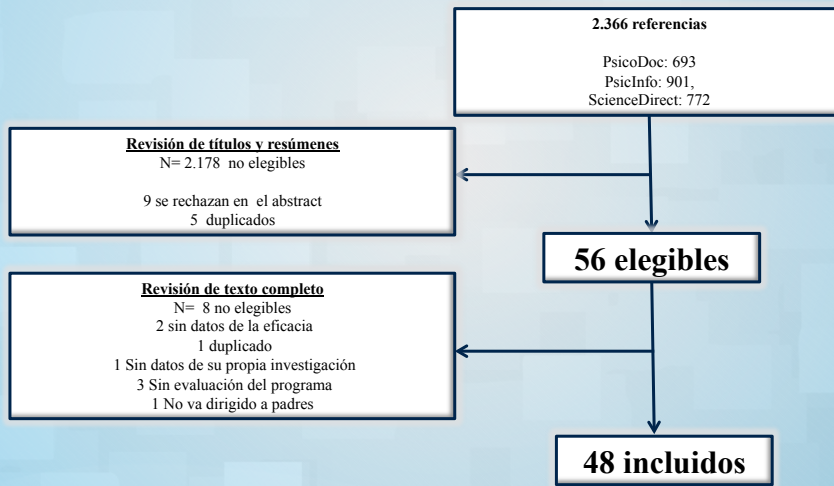 2.366 referencias
PsicoDoc: 693
PsicInfo: 901,
ScienceDirect: 772
Revisión de títulos y resúmenes
N= 2.178 no elegibles
9 se rechazan en el abstract
5 duplicados
56 elegibles
Revisión de texto completo
N= 8 no elegibles
2 sin datos de la eficacia
1 duplicado
1 Sin datos de su propia investigación
3 Sin evaluación del programa
1 No va dirigido a padres
48 incluidos